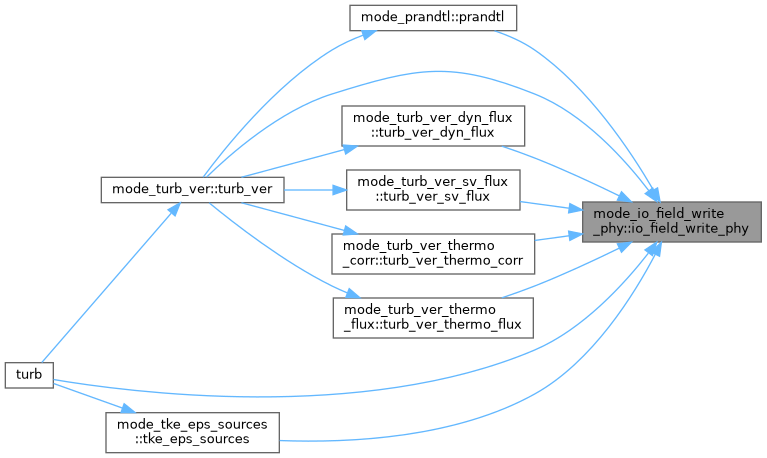 mode_prandtl::prandtl
mode_turb_ver_dyn_flux
::turb_ver_dyn_flux
mode_turb_ver::turb_ver
mode_turb_ver_sv_flux
::turb_ver_sv_flux
mode_io_field_write
_phy::io_field_write_phy
mode_turb_ver_thermo
_corr::turb_ver_thermo_corr
mode_turb_ver_thermo
_flux::turb_ver_thermo_flux
turb
mode_tke_eps_sources
::tke_eps_sources